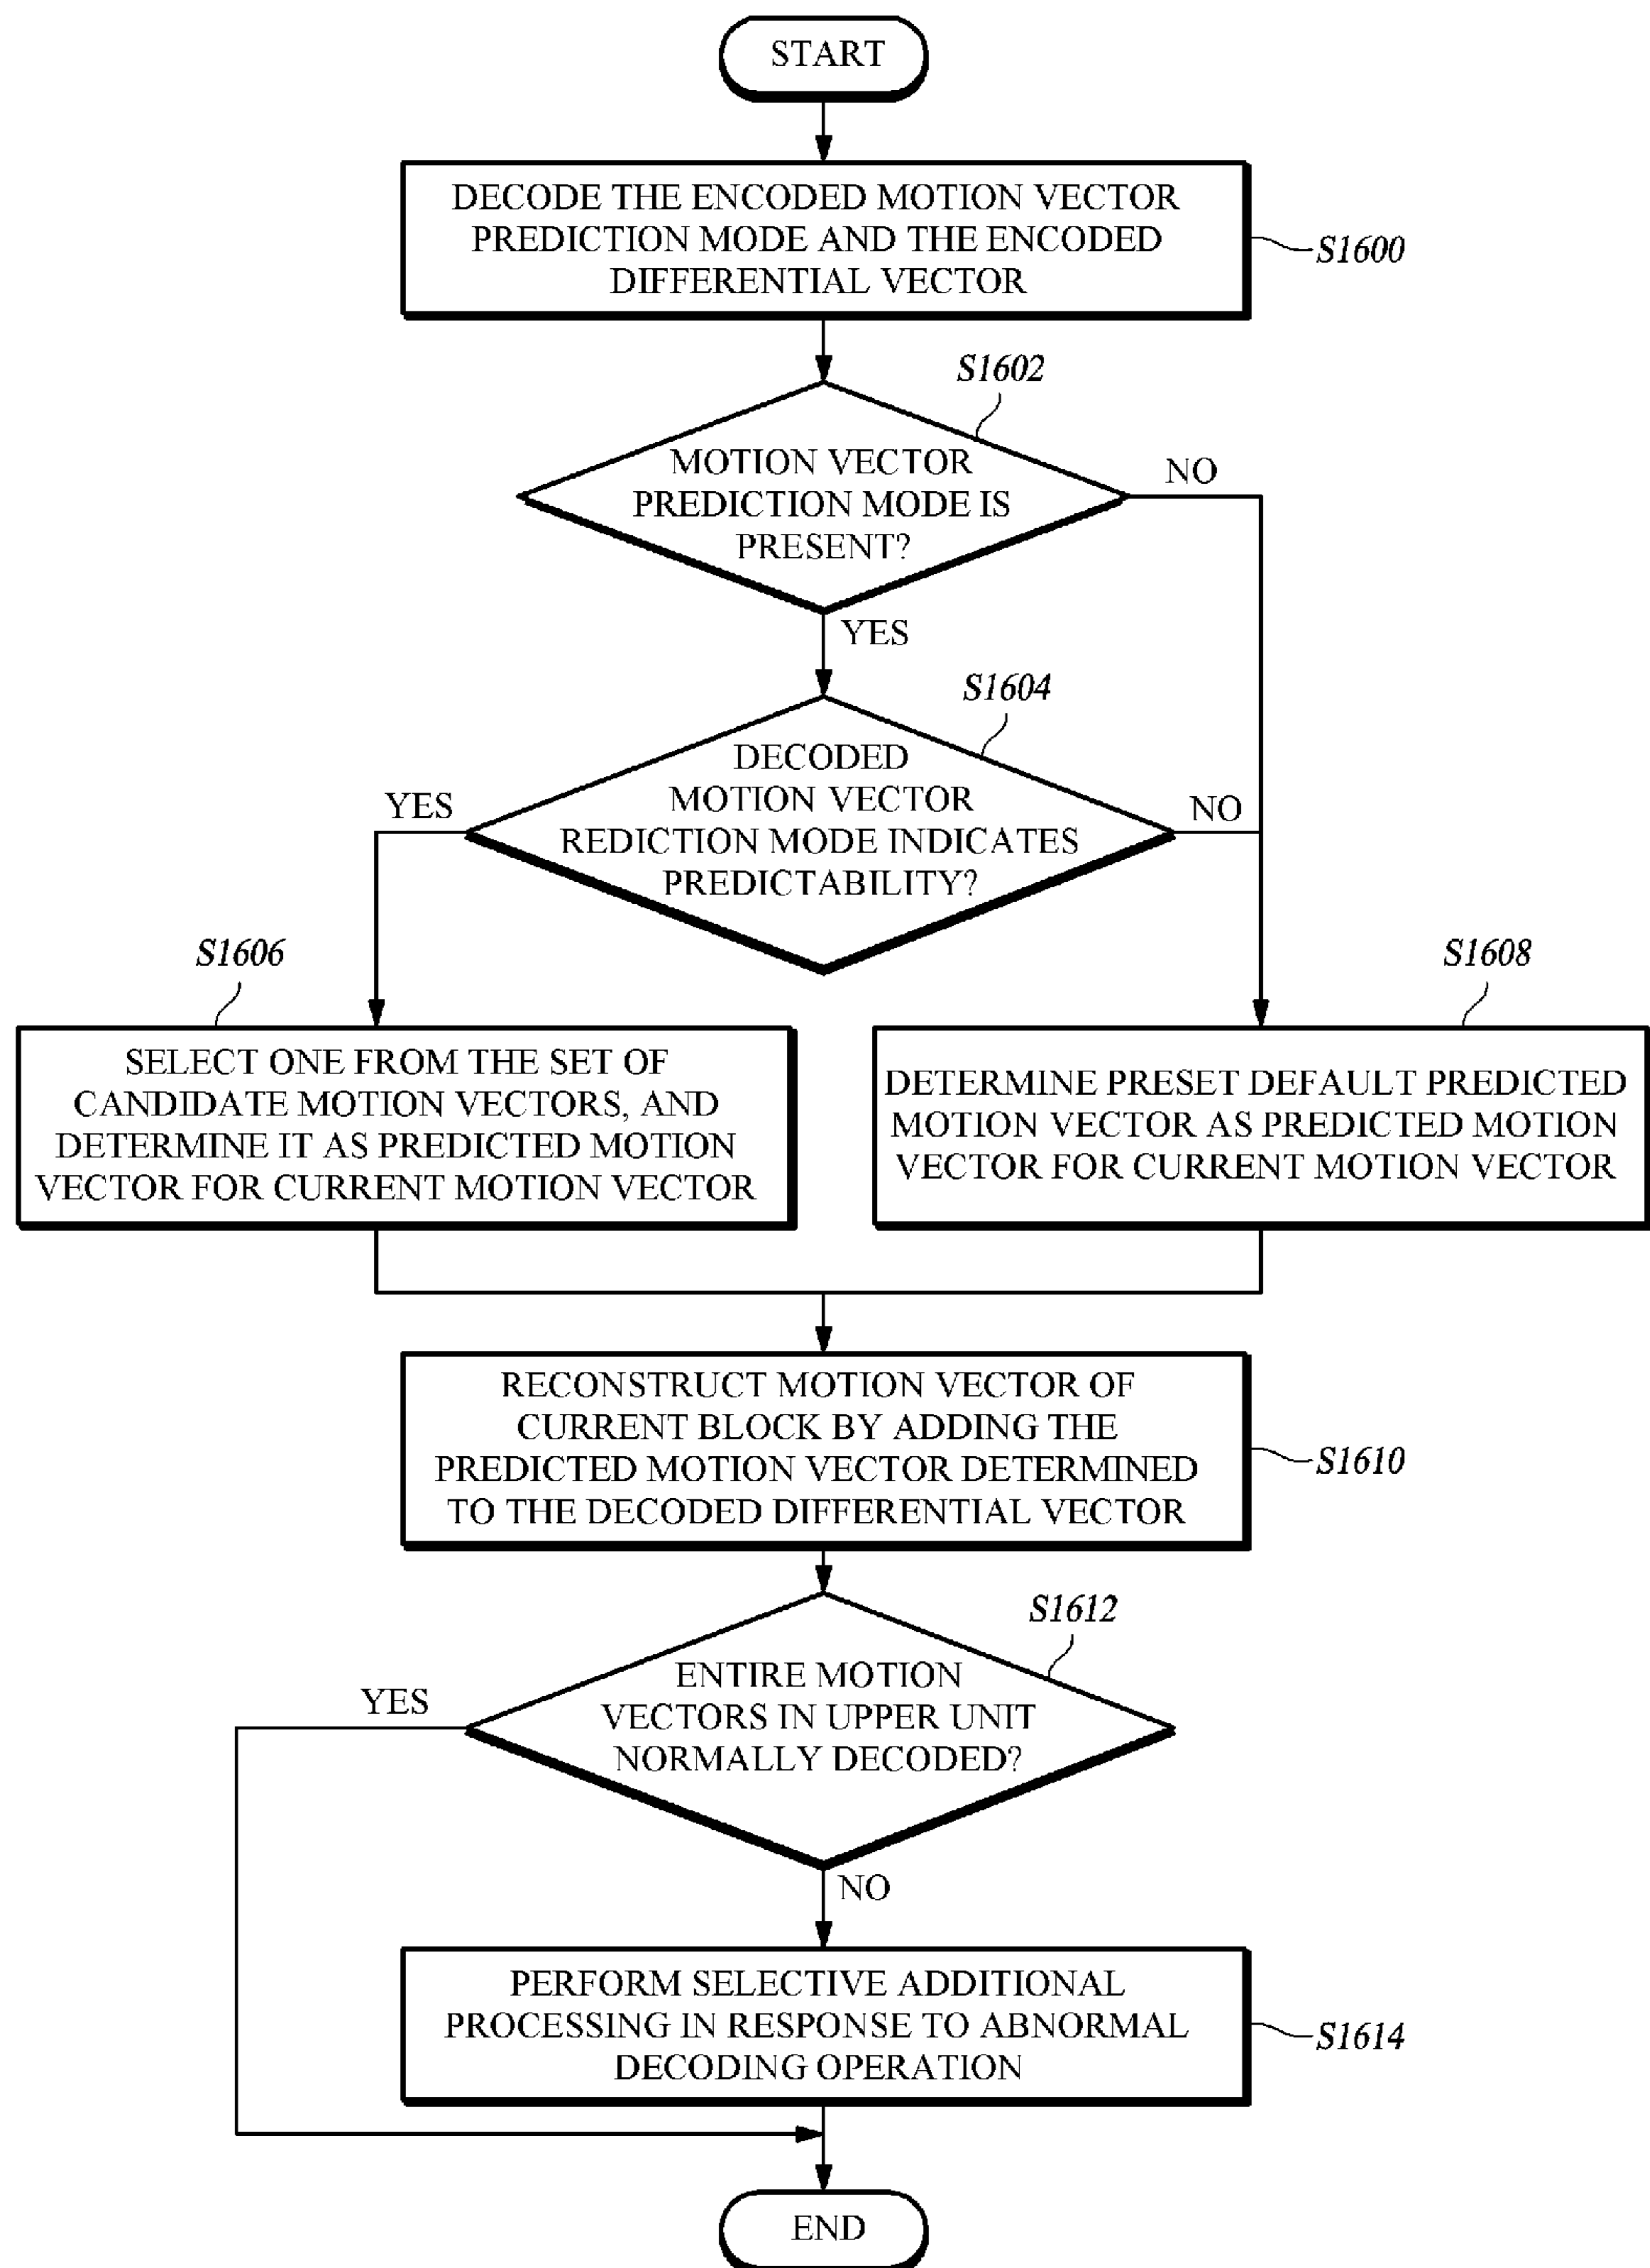 START
DECODE THE ENCODED MOTION VECTOR
PREDICTION MODE AND THE ENCODED
DIFFERENTIAL VECTOR
S1600
S1602
MOTION VECTOR
PREDICTION MODE IS
PRESENT?
NO
YES
S1604
DECODED
MOTION VECTOR
REDICTION MODE INDICATES
PREDICTABILITY?
YES
NO
S1606
S1608
SELECT ONE FROM THE SET OF
CANDIDATE MOTION VECTORS, AND
DETERMINE IT AS PREDICTED MOTION
VECTOR FOR CURRENT MOTION VECTOR
DETERMINE PRESET DEFAULT PREDICTED
MOTION VECTOR AS PREDICTED MOTION
VECTOR FOR CURRENT MOTION VECTOR
RECONSTRUCT MOTION VECTOR OF
CURRENT BLOCK BY ADDING THE
PREDICTED MOTION VECTOR DETERMINED
TO THE DECODED DIFFERENTIAL VECTOR
S1610
S1612
ENTIRE MOTION
VECTORS IN UPPER UNIT
NORMALLY DECODED?
YES
NO
PERFORM SELECTIVE ADDITIONAL
PROCESSING IN RESPONSE TO ABNORMAL
DECODING OPERATION
S1614
END